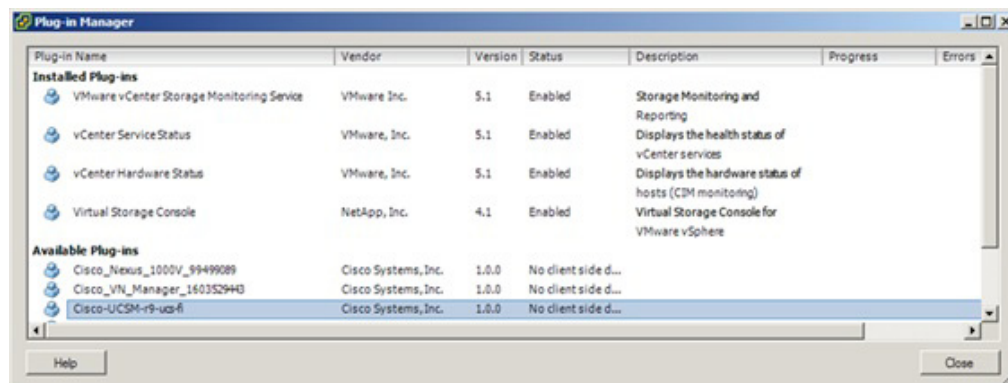 Plug-in Manager
Plug-in Name Vendor Version Status Description Progress Errors
Installed Plug-ins
VMware vCenter Storage Monitoring Service VMware Inc. 5.1 Enabled Storage Monitoring and
Reporting
vCenter Service Status VMware, Inc. 5.1 Enabled Displays the health status of
vCenter services
vCenter Hardware Status VMware, Inc. 5.1 Enabled Displays the hardware status of
hosts (CIM monitoring)
Virtual Storage Console NetApp, Inc. 4.1 Enabled Virtual Storage Console for
VMware vSphere
Available Plug-ins
Cisco_Nexus_1000V_99499089 Cisco Systems, Inc. 1.0.0 No client side d...
Cisco_VN_Manager_1603529443 Cisco Systems, Inc. 1.0.0 No client side d...
Cisco-UCSM-r9-ucs-fi Cisco Systems, Inc. 1.0.0 No client side d...
Help Close